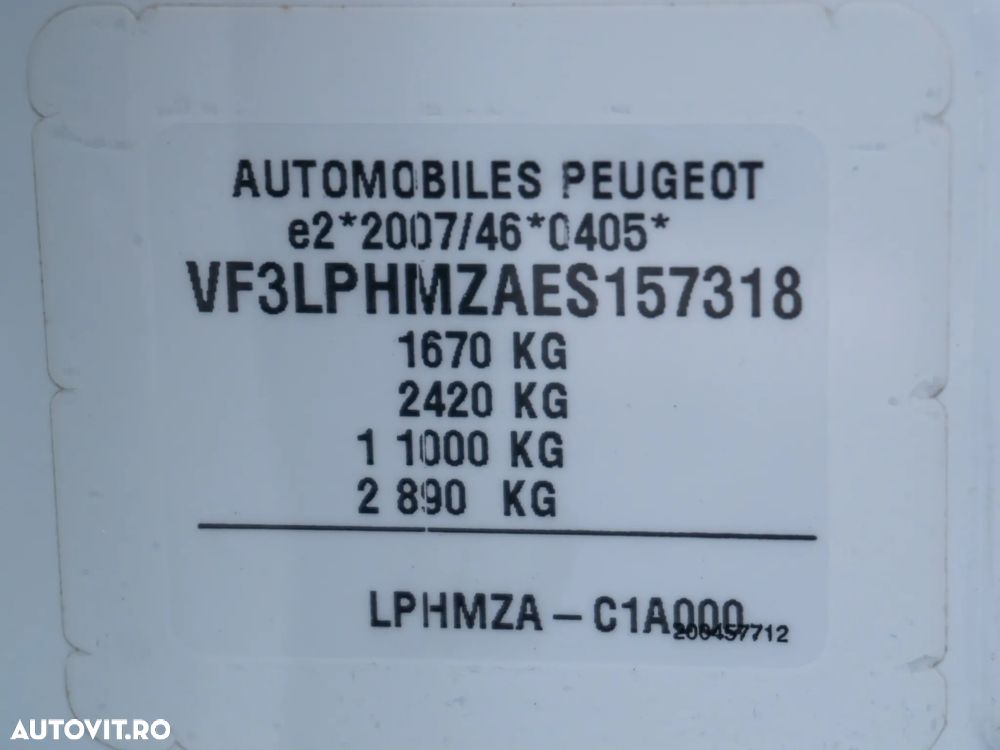 AUTOMOBILES PEUGEOT
e2*2007/46*0405*
VF3LPHMZAES157318
1670 KG
2420 KG
1 1000 KG
2 890 KG
LPHMZA – C1A000
200457712
AUTOVIT.RO